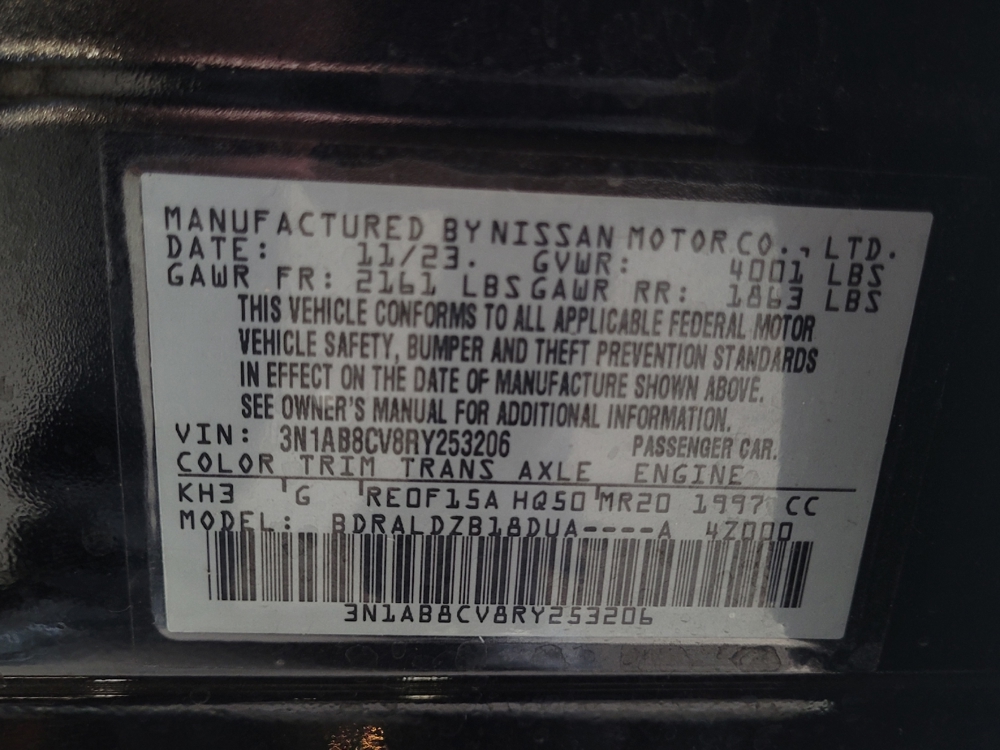 MANUFACTURED BY NISSAN MOTOR CO., LTD.
DATE: 11/23. GVWR: 4001 LBS
GAWR FR: 2161 LBS GAWR RR: 1863 LBS
THIS VEHICLE CONFORMS TO ALL APPLICABLE FEDERAL MOTOR
VEHICLE SAFETY, BUMPER AND THEFT PREVENTION STANDARDS
IN EFFECT ON THE DATE OF MANUFACTURE SHOWN ABOVE.
SEE OWNER'S MANUAL FOR ADDITIONAL INFORMATION.
VIN: 3N1AB8CV8RY253206 PASSENGER CAR.
COLOR TRIM TRANS AXLE ENGINE
KH3 G RE0F15A HQ50 MR20 1997 CC
MODEL: BDRALDZB18DUA----A 4Z000
3N1AB8CV8RY253206